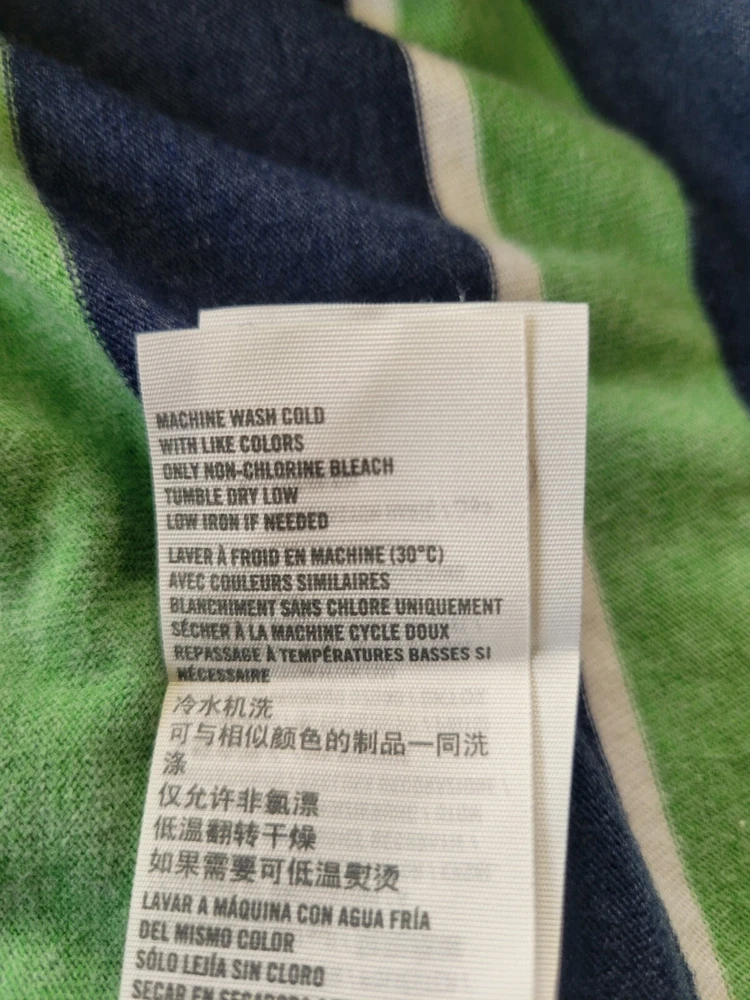 MACHINE WASH COLD
WITH LIKE COLORS
ONLY NON-CHLORINE BLEACH
TUMBLE DRY LOW
LOW IRON IF NEEDED
LAVER À FROID EN MACHINE (30°C)
AVEC COULEURS SIMILAIRES
BLANCHIMENT SANS CHLORE UNIQUEMENT
SÉCHER À LA MACHINE CYCLE DOUX
REPASSAGE À TEMPÉRATURES BASSES SI
NÉCESSAIRE
冷水机洗
可与相似颜色的制品一同洗
涤
仅允许非氯漂
低温翻转干燥
如果需要可低温熨烫
LAVAR A MÁQUINA CON AGUA FRÍA
DEL MISMO COLOR
SÓLO LEJÍA SIN CLORO
SECAR EN SECADORA